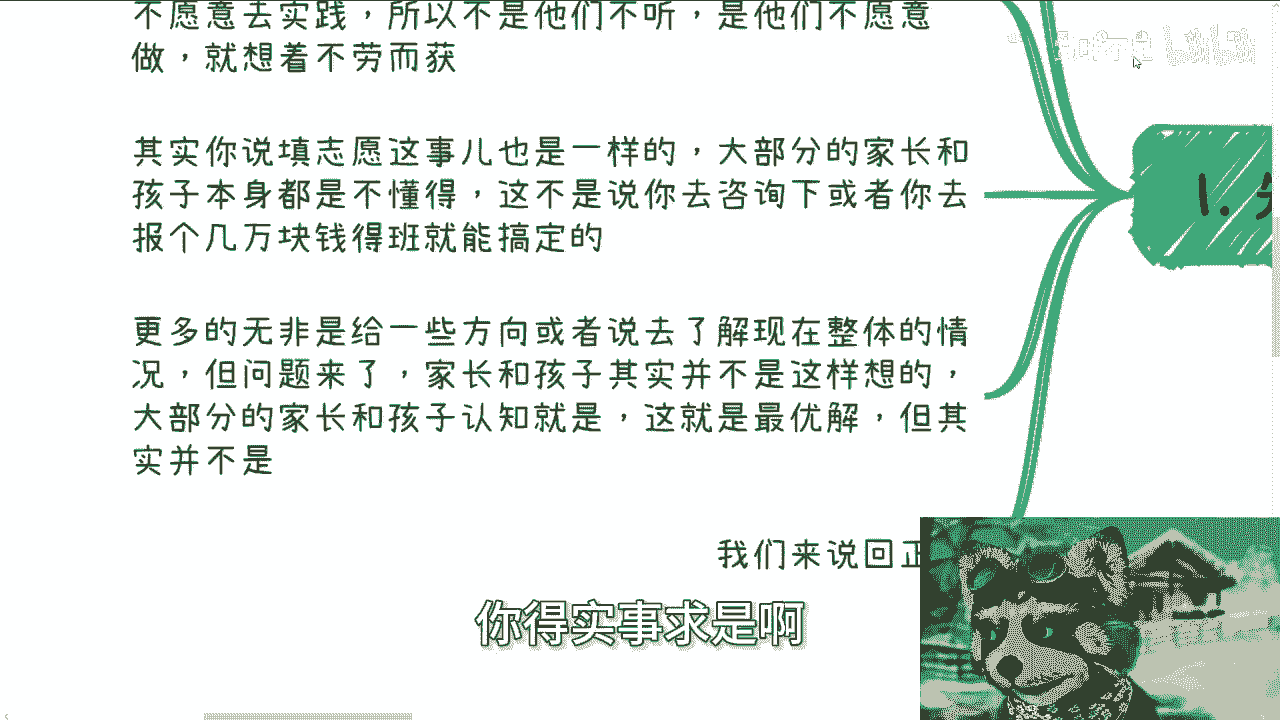 不愿意去实践，所以不是他们不听，是他们不愿意
做，就想着不劳而获
其实你说填志愿这事儿也是一样的，大部分的家长和
孩子本身都是不懂得，这不是说你去咨询下或者你去
报个几万块钱得班就能搞定的
更多的无非是给一些方向或者说去了解现在整体的情
况，但问题来了，家长和孩子其实并不是这样想的，
大部分的家长和孩子认知就是，这就是最优解，但其
实并不是
1.
我们来说回正
你得实事求是啊